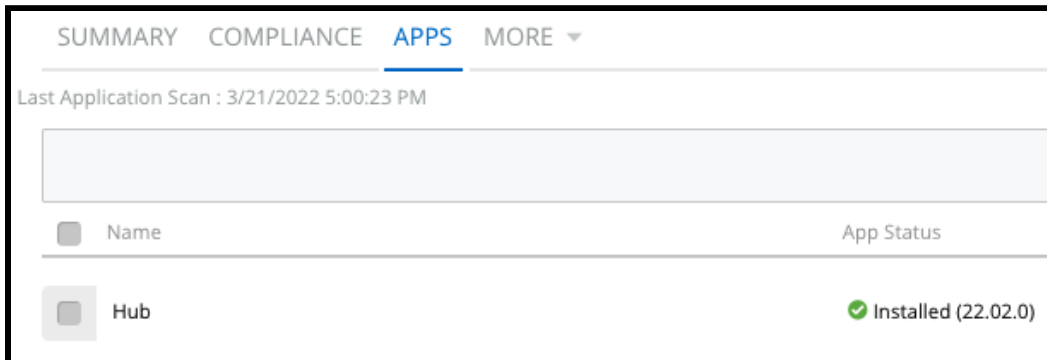 SUMMARY COMPLIANCE APPS MORE
Last Application Scan : 3/21/2022 5:00:23 PM
Name App Status
Hub Installed (22.02.0)